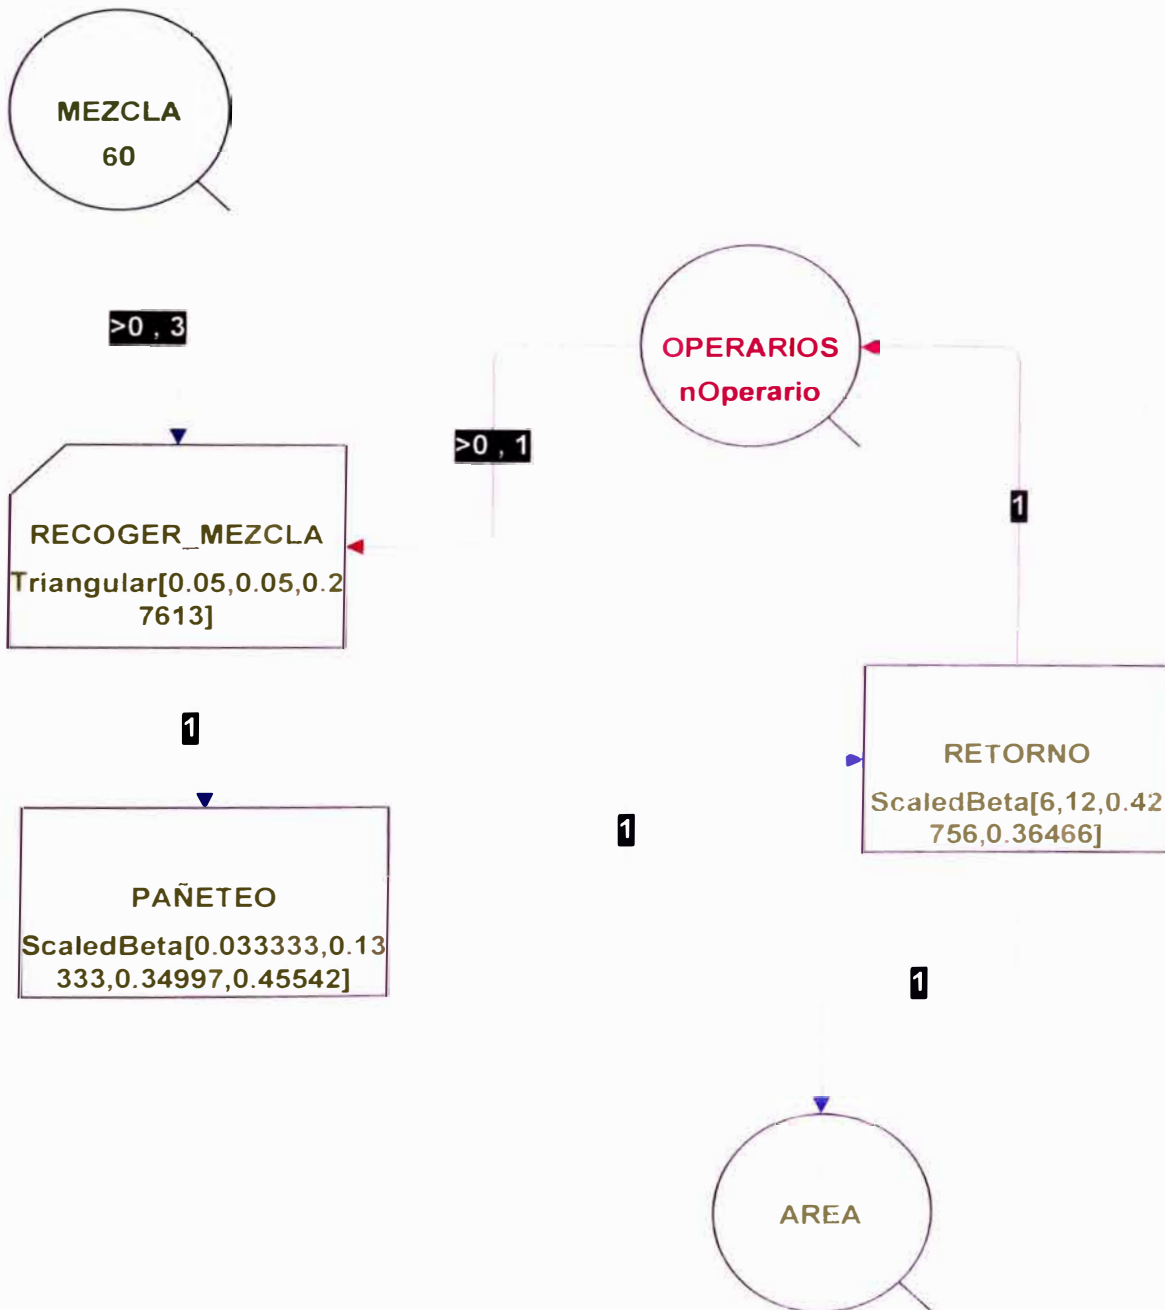 MEZCLA
60
>0 , 3
OPERARIOS
nOperario
>0 , 1
1
RECOGER_MEZCLA
Triangular[0.05,0.05,0.2
7613]
1
RETORNO
ScaledBeta[6,12,0.42
756,0.36466]
1
PAÑETEO
ScaledBeta[0.033333,0.13
333,0.34997,0.45542]
1
AREA